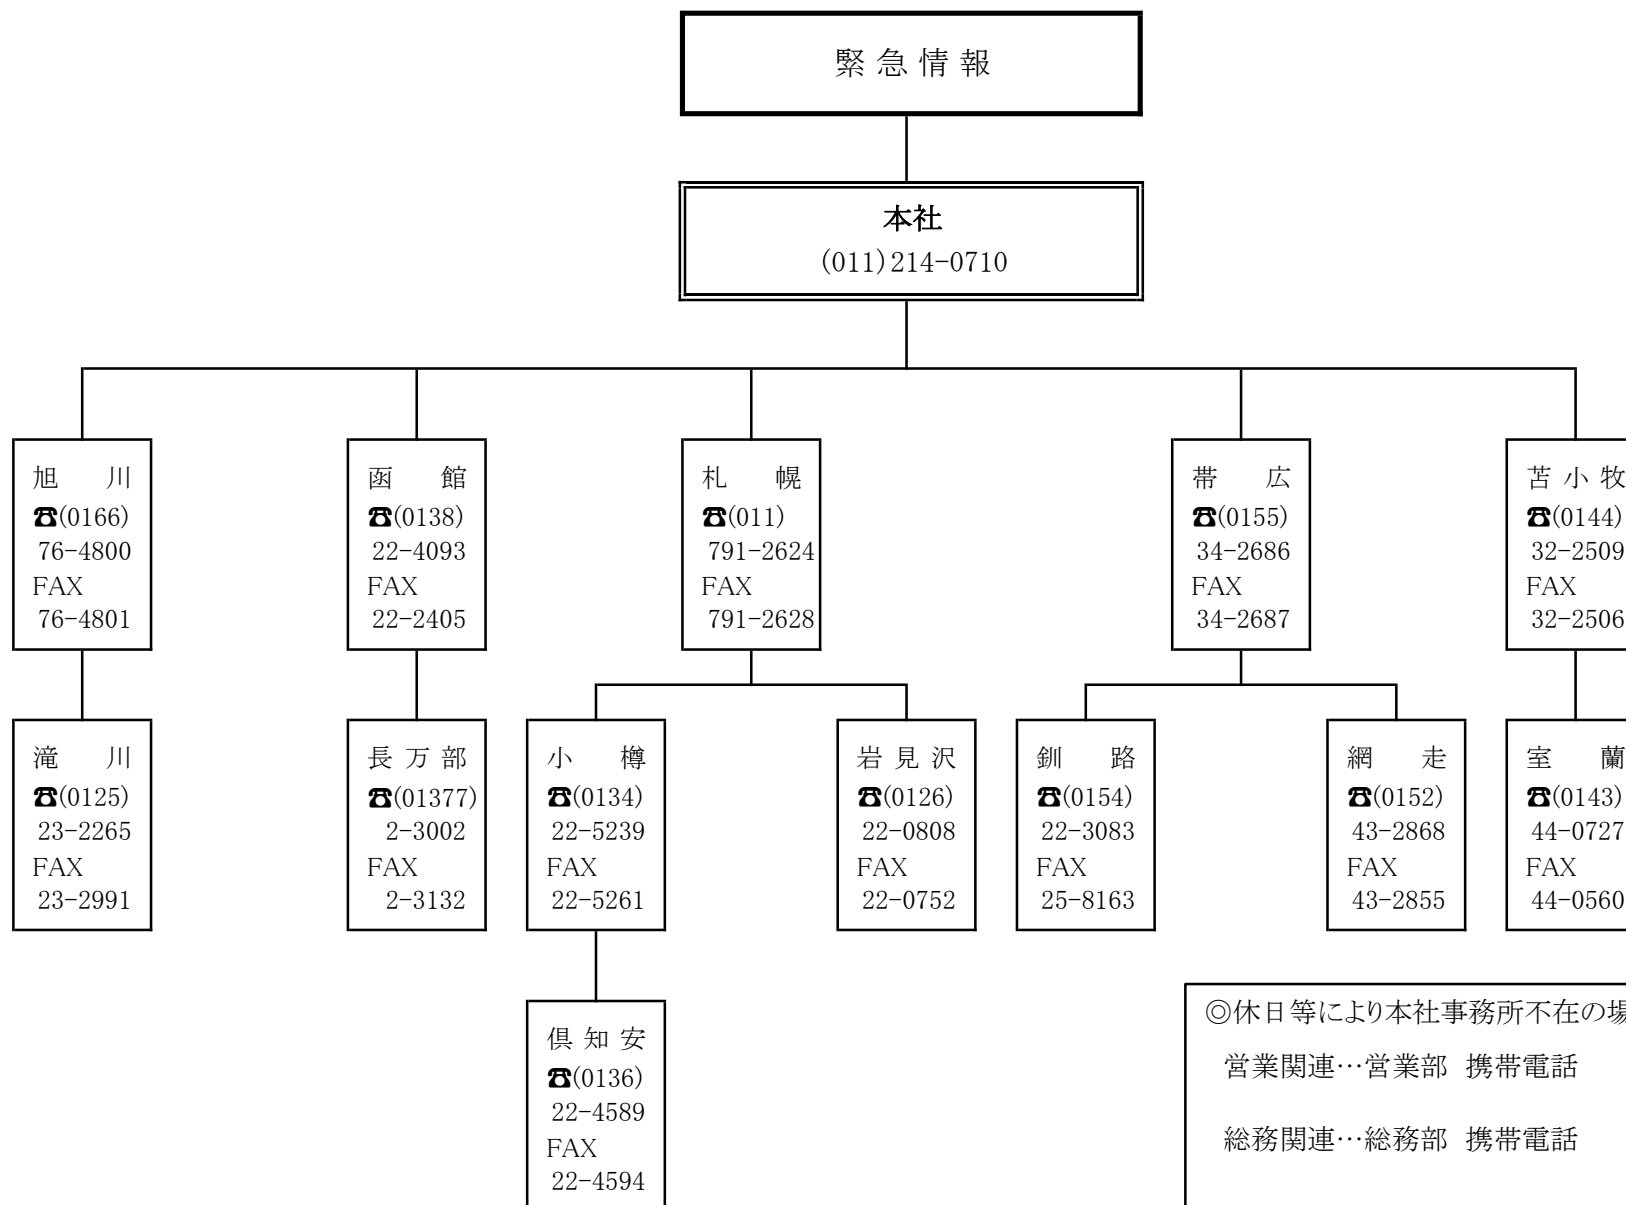 緊急情報
本社
(011)214-0710
旭川
☎(0166)
76-4800
FAX
76-4801
函館
☎(0138)
22-4093
FAX
22-2405
札幌
☎(011)
791-2624
FAX
791-2628
帯広
☎(0155)
34-2686
FAX
34-2687
苫小牧
☎(0144)
32-2509
FAX
32-2506
滝川
☎(0125)
23-2265
FAX
23-2991
長万部
☎(01377)
2-3002
FAX
2-3132
小樽
☎(0134)
22-5239
FAX
22-5261
岩見沢
☎(0126)
22-0808
FAX
22-0752
釧路
☎(0154)
22-3083
FAX
25-8163
網走
☎(0152)
43-2868
FAX
43-2855
室蘭
☎(0143)
44-0727
FAX
44-0560
倶知安
☎(0136)
22-4589
FAX
22-4594
◎休日等により本社事務所不在の場
営業関連…営業部 携帯電話
総務関連…総務部 携帯電話